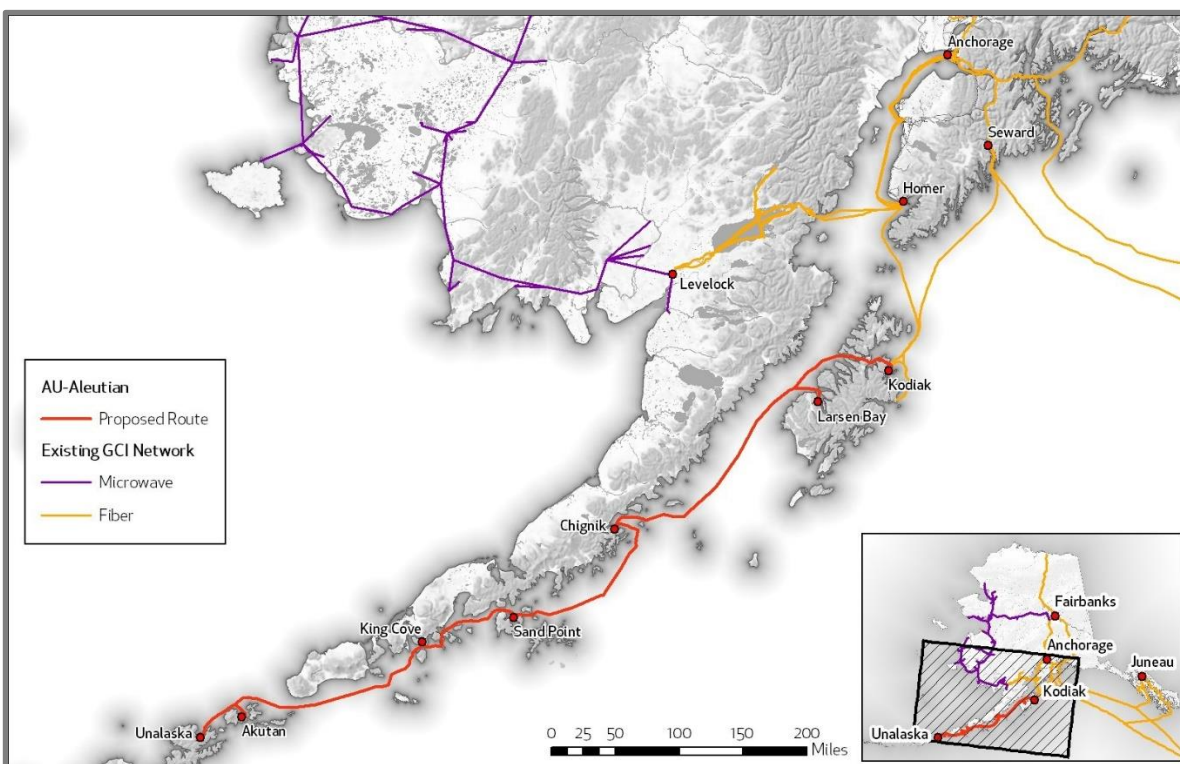 Anchorage
Seward
Homer
Levelock
Kodiak
Larsen Bay
Chignik
Sand Point
King Cove
Akutan
Unalaska
AU-Aleutian
Proposed Route
Existing GCI Network
Microwave
Fiber
0 25 50 100 150 200
Miles
Fairbanks
Anchorage
Juneau
Kodiak
Unalaska